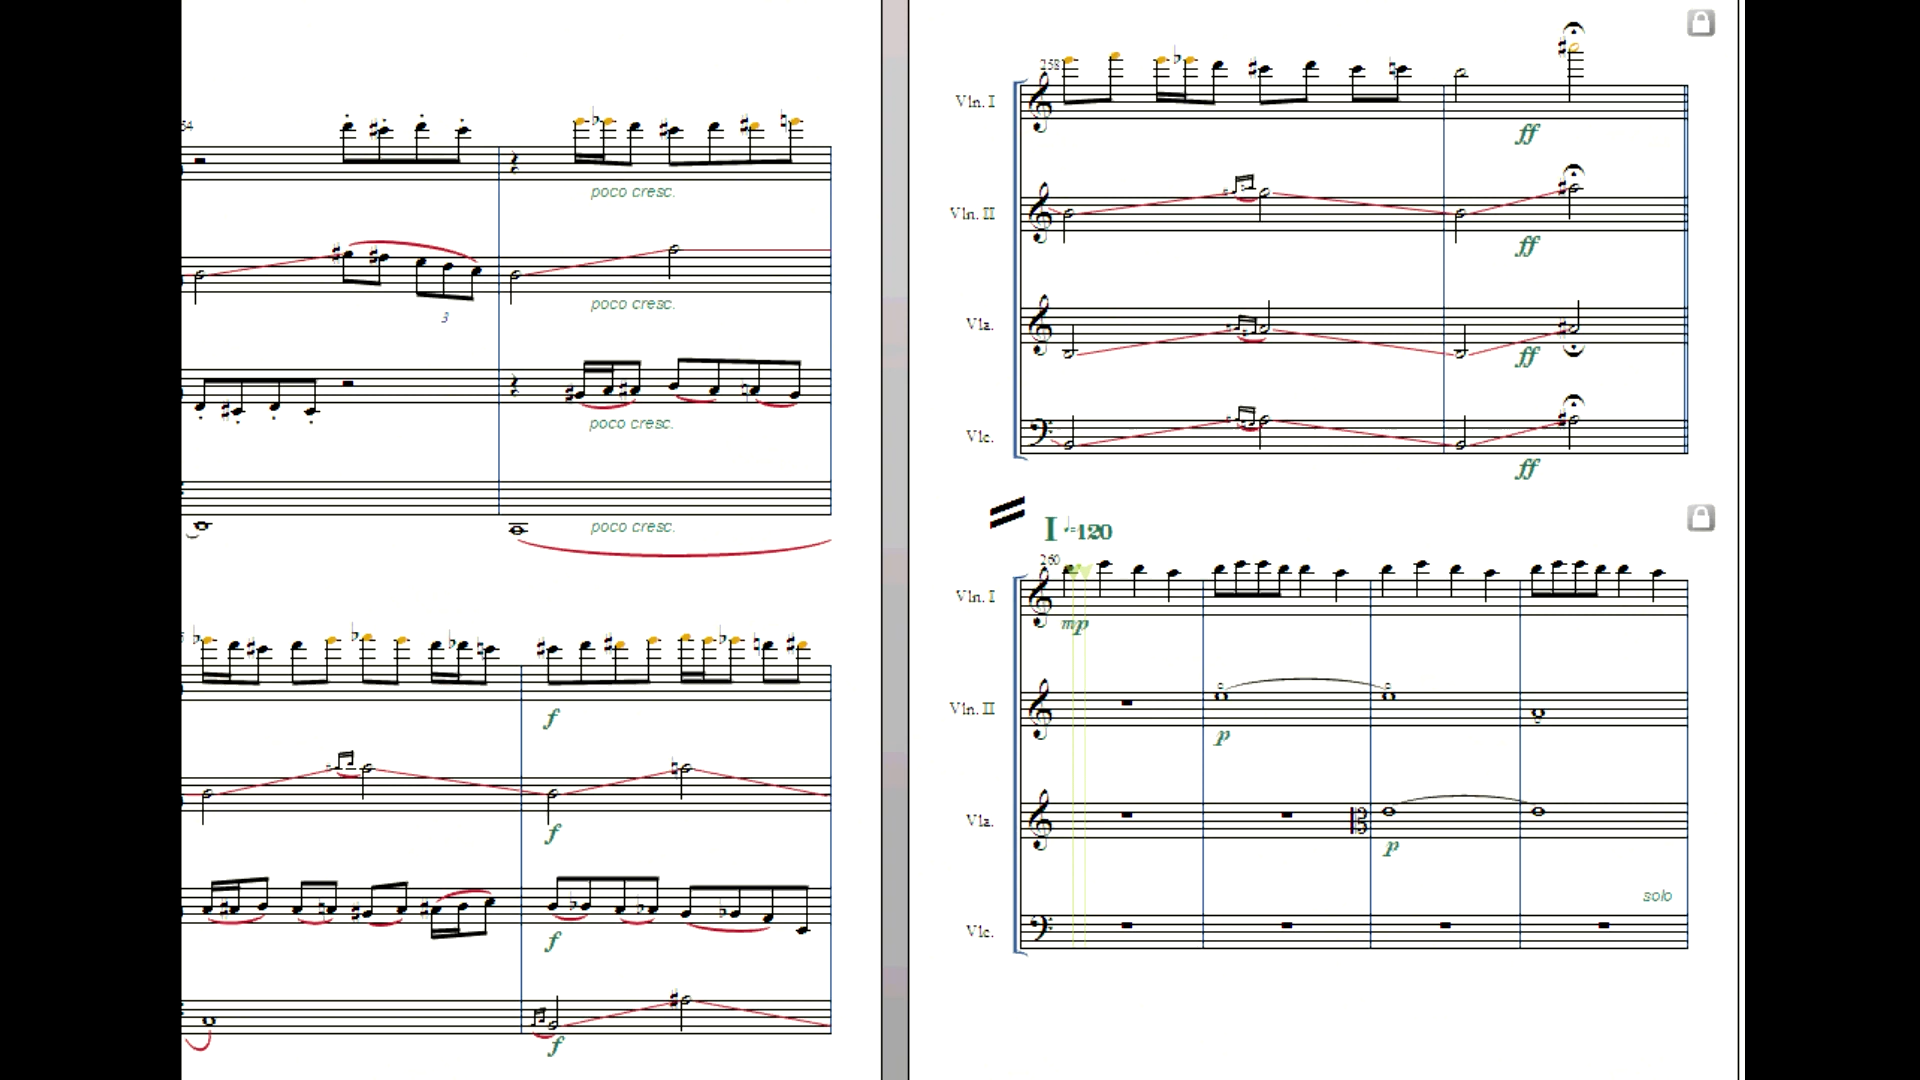 54
poco cresc.
poco cresc.
3
poco cresc.
poco cresc.
f
f
f
f
258
Vln. I
ff
Vln. II
ff
Vla.
ff
Vlc.
ff
I ♩=120
260
Vln. I
mp
Vln. II
p
Vla.
p
solo
Vlc.